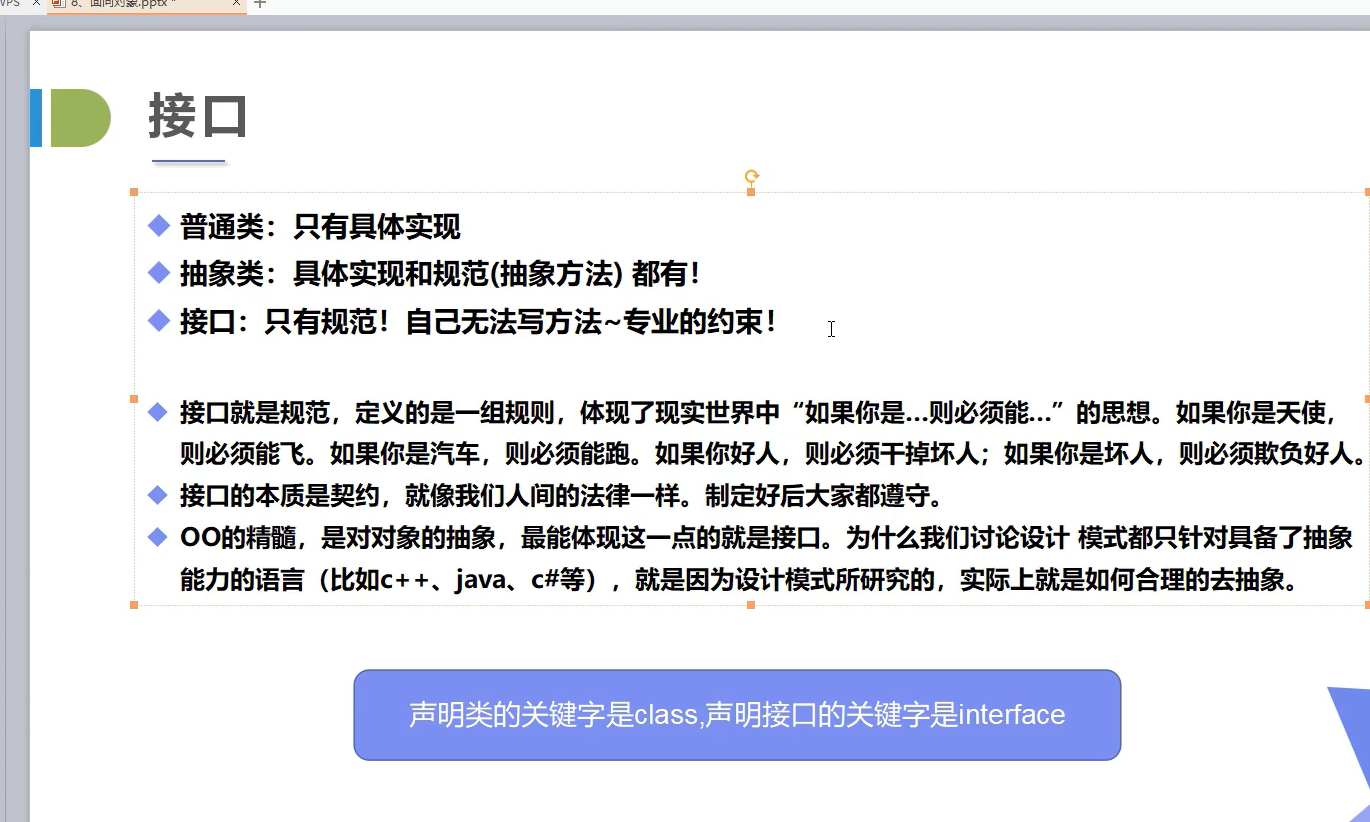 WPS
8、面向对象.pptx *
接口
普通类：只有具体实现
抽象类：具体实现和规范(抽象方法) 都有！
接口：只有规范！自己无法写方法~专业的约束！
接口就是规范，定义的是一组规则，体现了现实世界中“如果你是...则必须能...”的思想。如果你是天使，
则必须能飞。如果你是汽车，则必须能跑。如果你好人，则必须干掉坏人；如果你是坏人，则必须欺负好人。
接口的本质是契约，就像我们人间的法律一样。制定好后大家都遵守。
OO的精髓，是对对象的抽象，最能体现这一点的就是接口。为什么我们讨论设计 模式都只针对具备了抽象
能力的语言（比如c++、java、c#等），就是因为设计模式所研究的，实际上就是如何合理的去抽象。
声明类的关键字是class,声明接口的关键字是interface